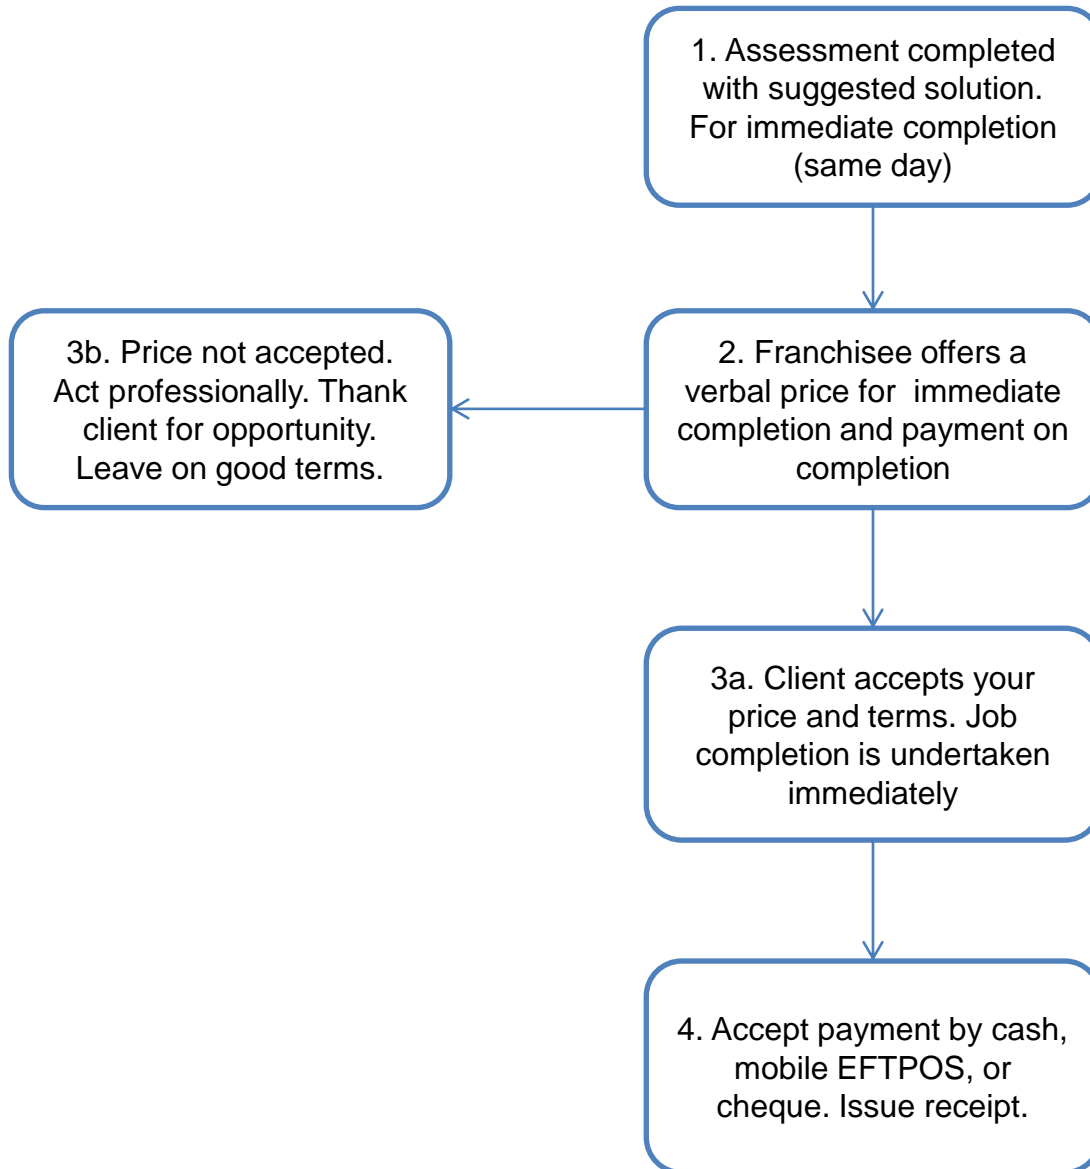 1. Assessment completed
with suggested solution.
For immediate completion
(same day)
2. Franchisee offers a
verbal price for  immediate
completion and payment on
completion
3b. Price not accepted.
Act professionally. Thank
client for opportunity.
Leave on good terms.
3a. Client accepts your
price and terms. Job
completion is undertaken
immediately
4. Accept payment by cash,
mobile EFTPOS, or
cheque. Issue receipt.